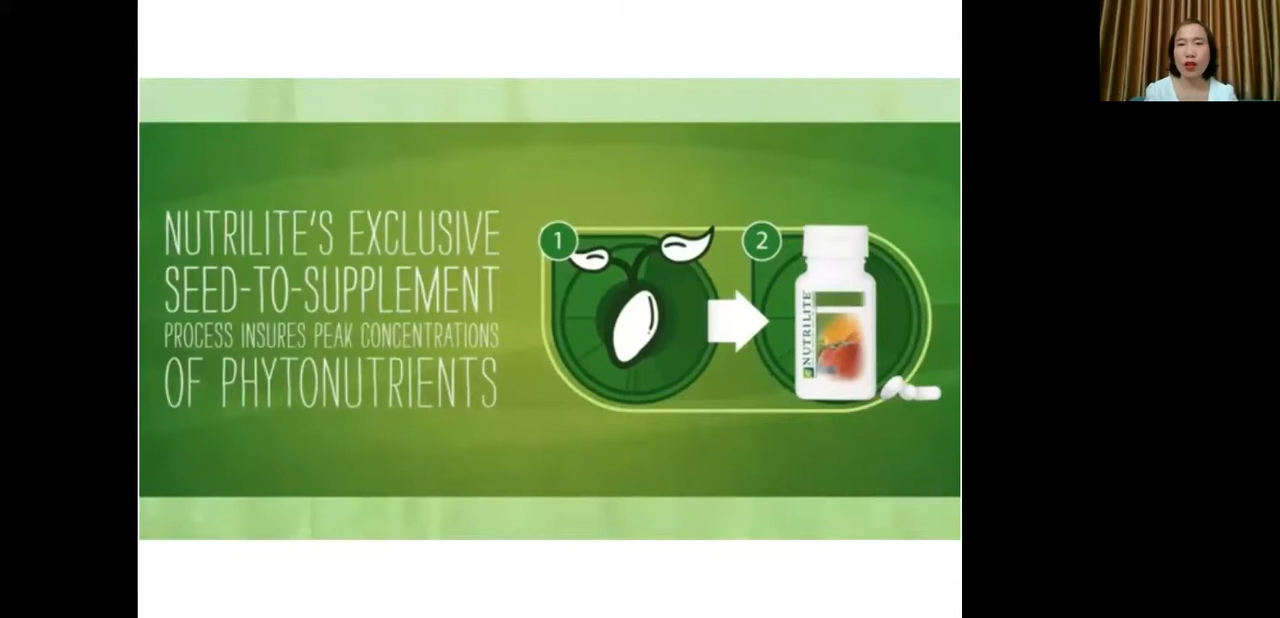 NUTRILITE'S EXCLUSIVE
SEED-TO-SUPPLEMENT
PROCESS INSURES PEAK CONCENTRATIONS
OF PHYTONUTRIENTS
1
2
NUTRILITE